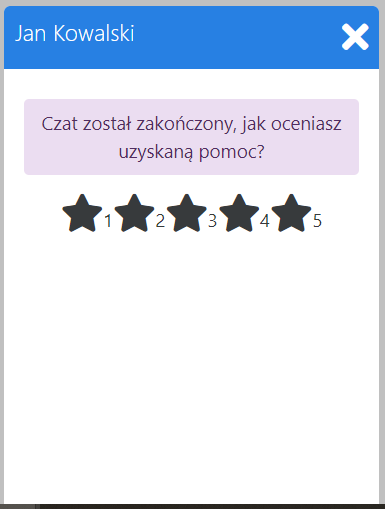 Jan Kowalski
Czat został zakończony, jak oceniasz
uzyskaną pomoc?
1 2 3 4 5